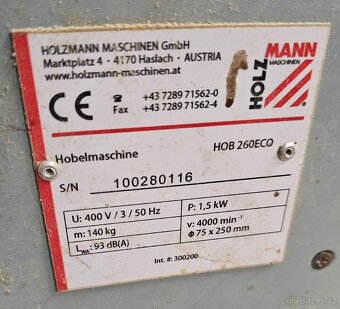 HOLZMANN MASCHINEN GmbH
Marktplatz 4 · 4170 Haslach · AUSTRIA
www.holzmann-maschinen.at
CE
+43 7289 71562-0
Fax +43 7289 71562-4
HOLZ
MANN
MASCHINEN
Hobelmaschine HOB 260ECO
S/N 100280116
U: 400 V / 3 / 50 Hz P: 1,5 kW
m: 140 kg v: 4000 min⁻¹
LWA: 93 dB(A) Φ 75 x 250 mm
Int. #: 300200